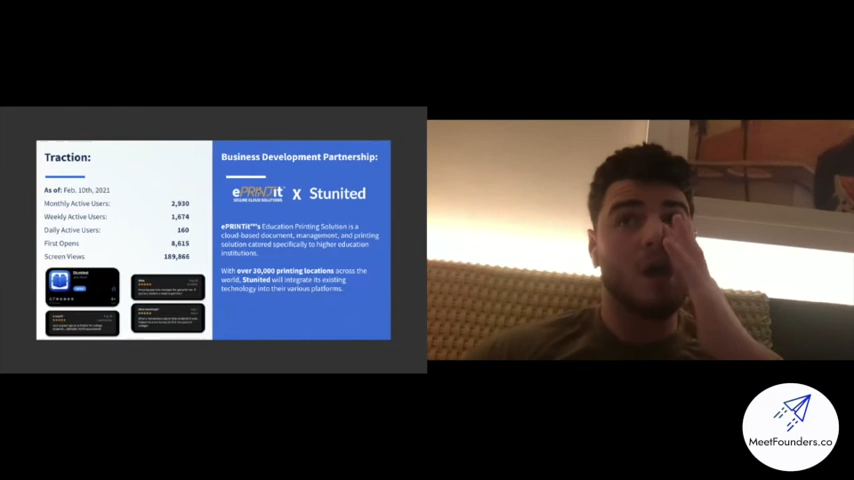 Traction:
As of: Feb. 10th, 2021
Monthly Active Users: 2,930
Weekly Active Users: 1,674
Daily Active Users: 160
First Opens 8,615
Screen Views 189,866
Stunited
Business Development Partnership:
ePRINTit X Stunited
SECURE CLOUD SOLUTIONS
ePRINTit™'s Education Printing Solution is a
cloud-based document, management, and printing
solution catored specifically to higher education
institutions.
With over 30,000 printing locations across the
world, Stunited will integrate its existing
technology into their various platforms.
MeetFounders.co